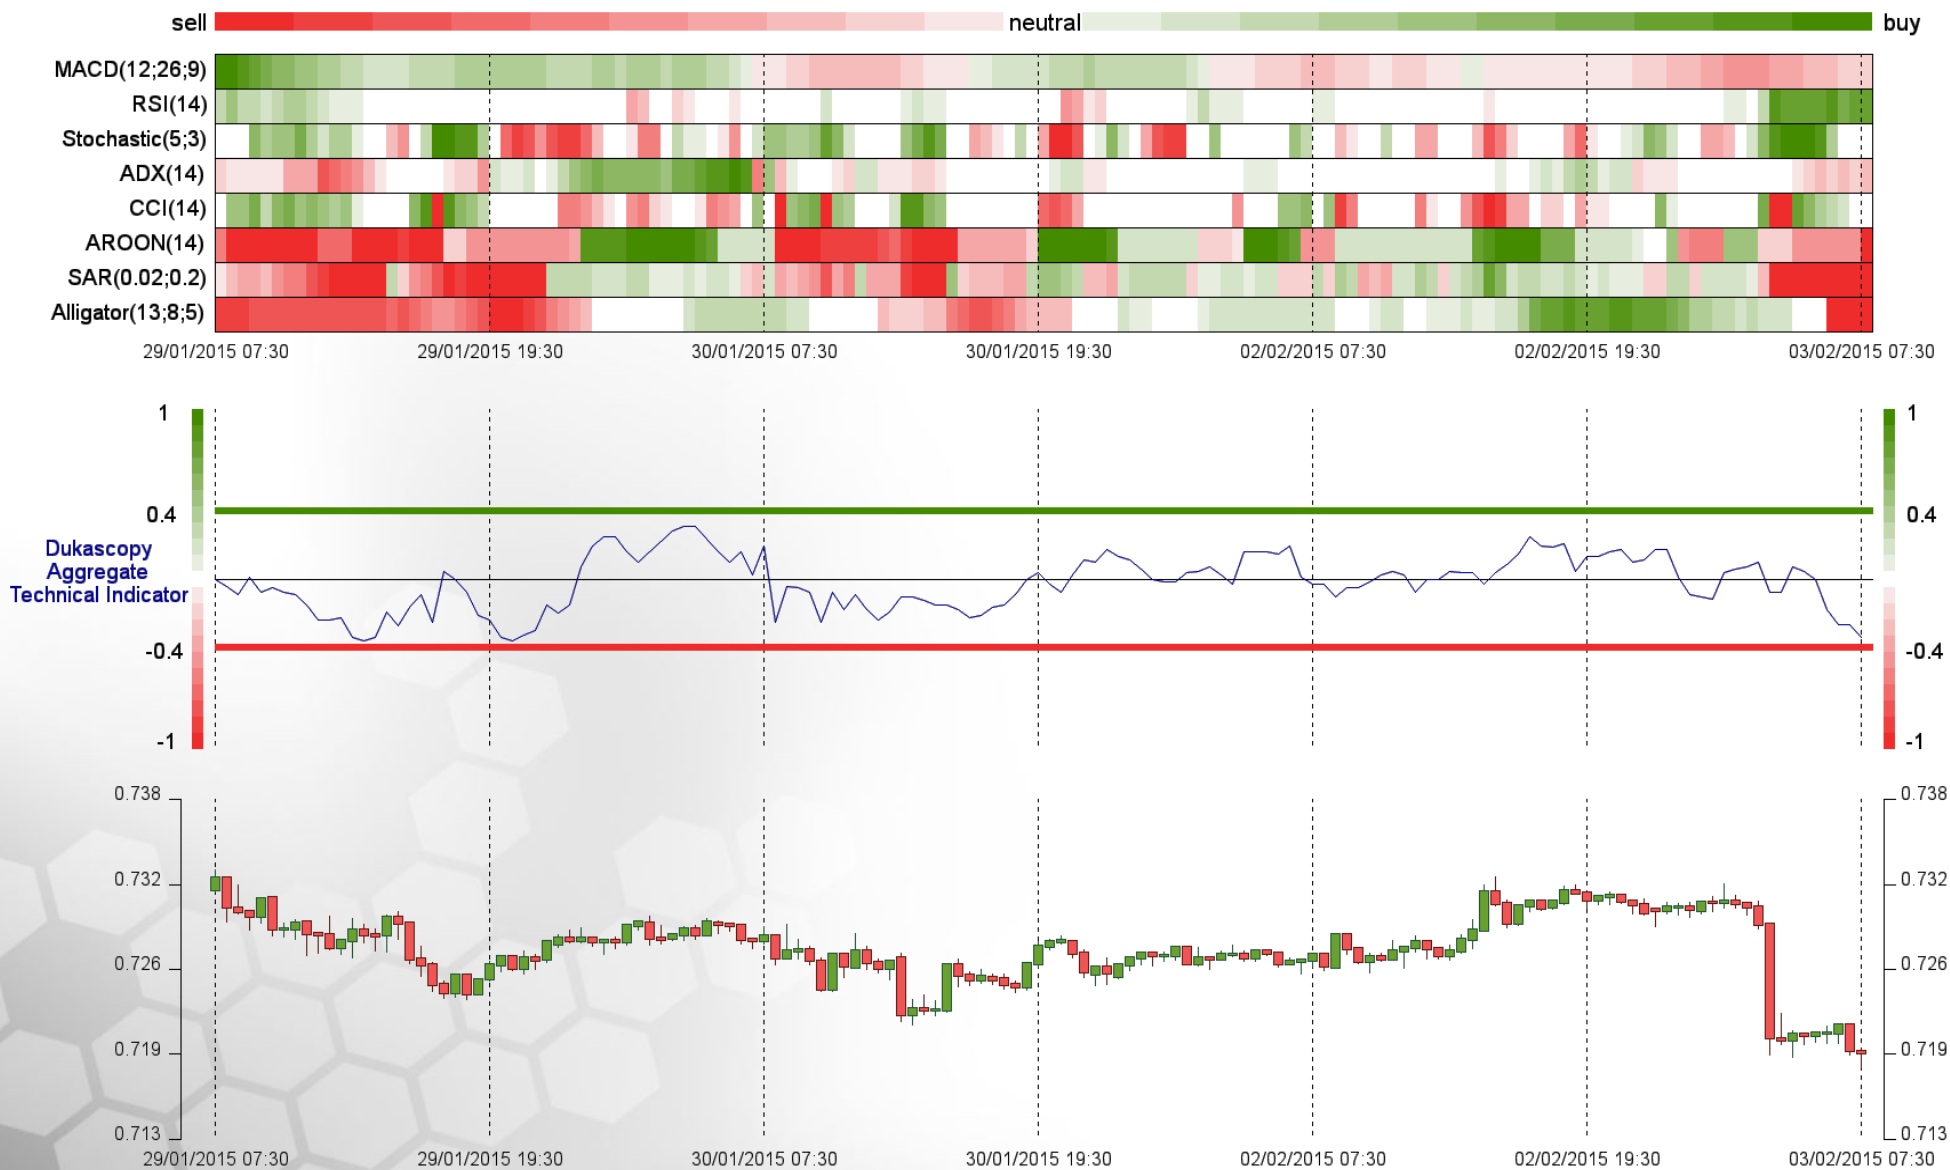 sell neutral buy
MACD(12;26;9)
RSI(14)
Stochastic(5;3)
ADX(14)
CCI(14)
AROON(14)
SAR(0.02;0.2)
Alligator(13;8;5)
29/01/2015 07:30 29/01/2015 19:30 30/01/2015 07:30 30/01/2015 19:30 02/02/2015 07:30 02/02/2015 19:30 03/02/2015 07:30
1 1
0.4 0.4
Dukascopy
Aggregate
Technical Indicator
-0.4 -0.4
-1 -1
0.738 0.738
0.732 0.732
0.726 0.726
0.719 0.719
0.713 0.713
29/01/2015 07:30 29/01/2015 19:30 30/01/2015 07:30 30/01/2015 19:30 02/02/2015 07:30 02/02/2015 19:30 03/02/2015 07:30